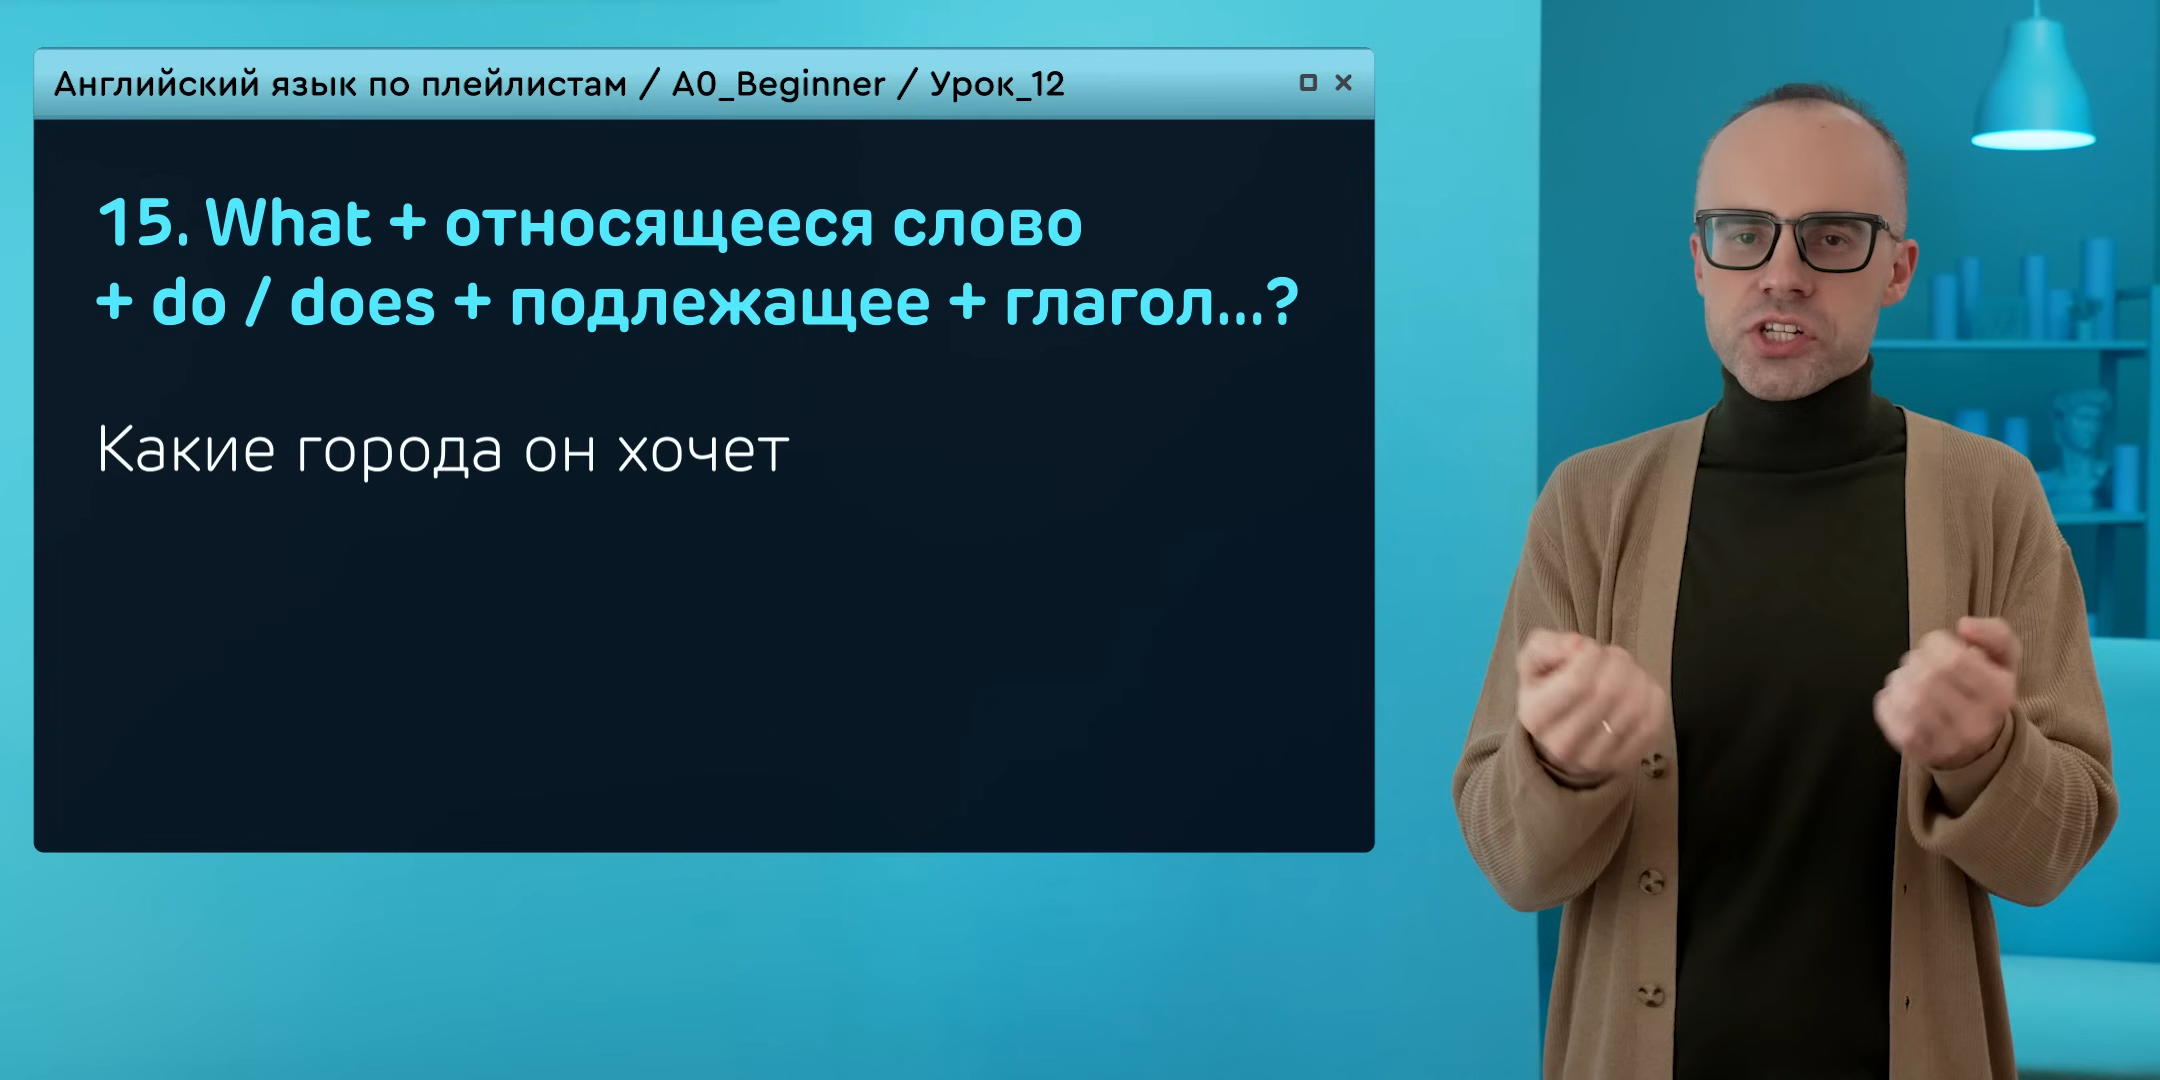 Английский язык по плейлистам / A0_Beginner / Урок_12
15. What + относящееся слово
+ do / does + подлежащее + глагол...?
Какие города он хочет